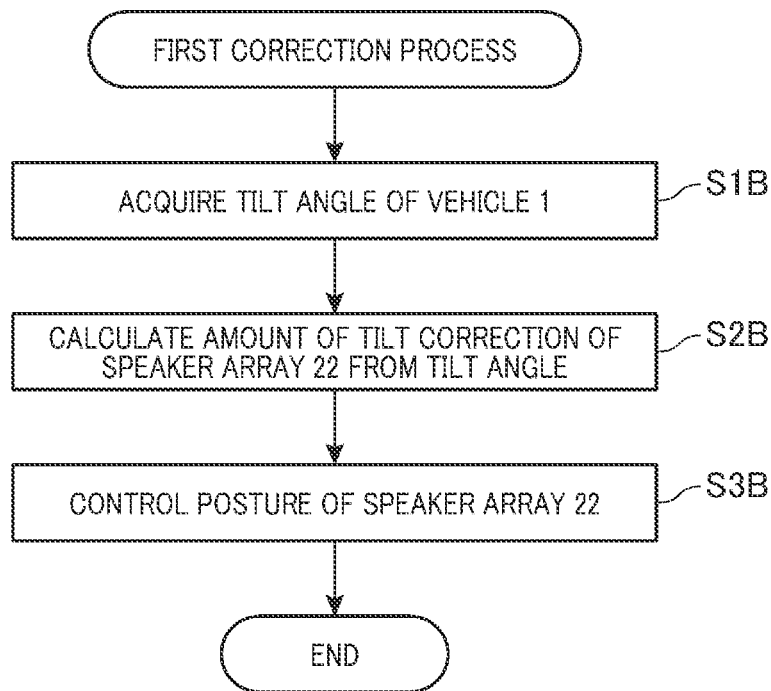 FIRST CORRECTION PROCESS
ACQUIRE TILT ANGLE OF VEHICLE 1
S1B
CALCULATE AMOUNT OF TILT CORRECTION OF
SPEAKER ARRAY 22 FROM TILT ANGLE
S2B
CONTROL POSTURE OF SPEAKER ARRAY 22
S3B
END